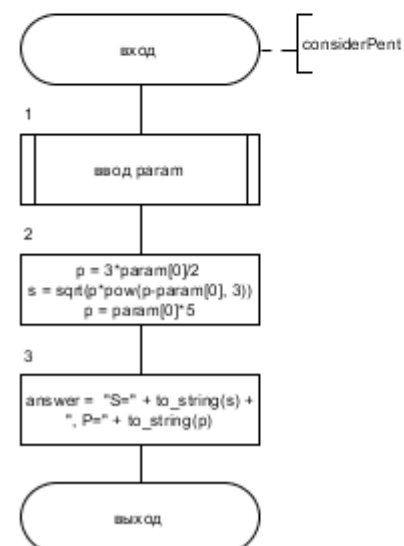 вход
considerPent
1
ввод param
2
p = 3*param[0]/2
s = sqrt(p*pow(p-param[0], 3))
p = param[0]*5
3
answer = "S=" + to_string(s) +
", P=" + to_string(p)
выход